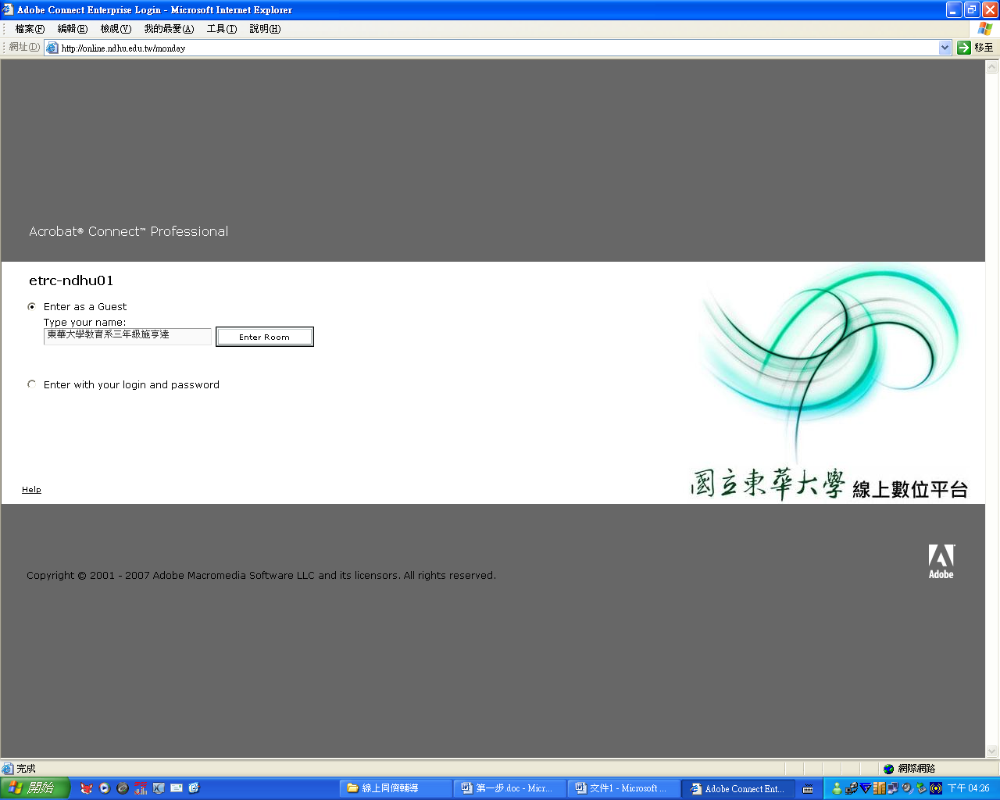 Adobe Connect Enterprise Login - Microsoft Internet Explorer
檔案(F) 編輯(E) 檢視(V) 我的最愛(A) 工具(T) 說明(H)
網址(D) http://online.ndhu.edu.tw/monday 移至
Acrobat® Connect™ Professional
etrc-ndhu01
Enter as a Guest
Type your name:
東華大學教育系三年級施亨達 Enter Room
Enter with your login and password
Help
國立東華大學 線上數位平台
Adobe
Copyright © 2001 - 2007 Adobe Macromedia Software LLC and its licensors. All rights reserved.
完成 網際網路
開始 線上同儕輔導 第一步.doc - Micr... 文件1 - Microsoft ... Adobe Connect Ent... 下午 04:26